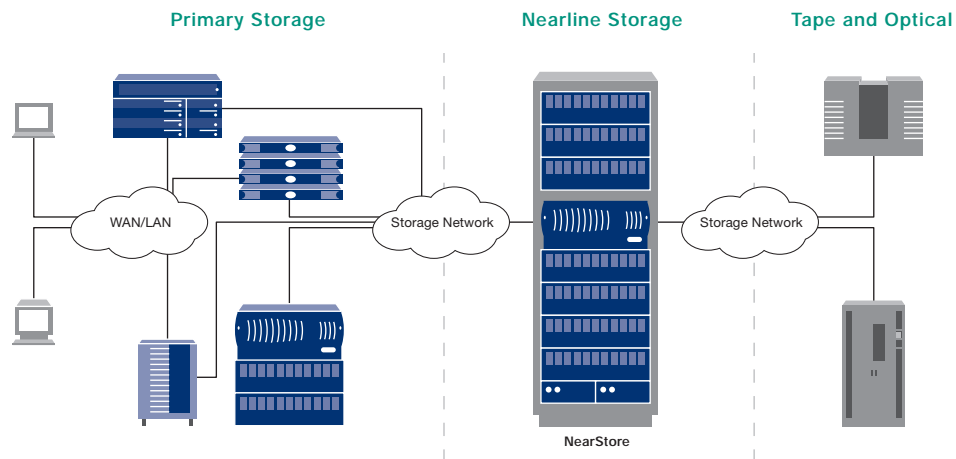 Primary Storage
Nearline Storage
Tape and Optical
WAN/LAN
Storage Network
Storage Network
NearStore